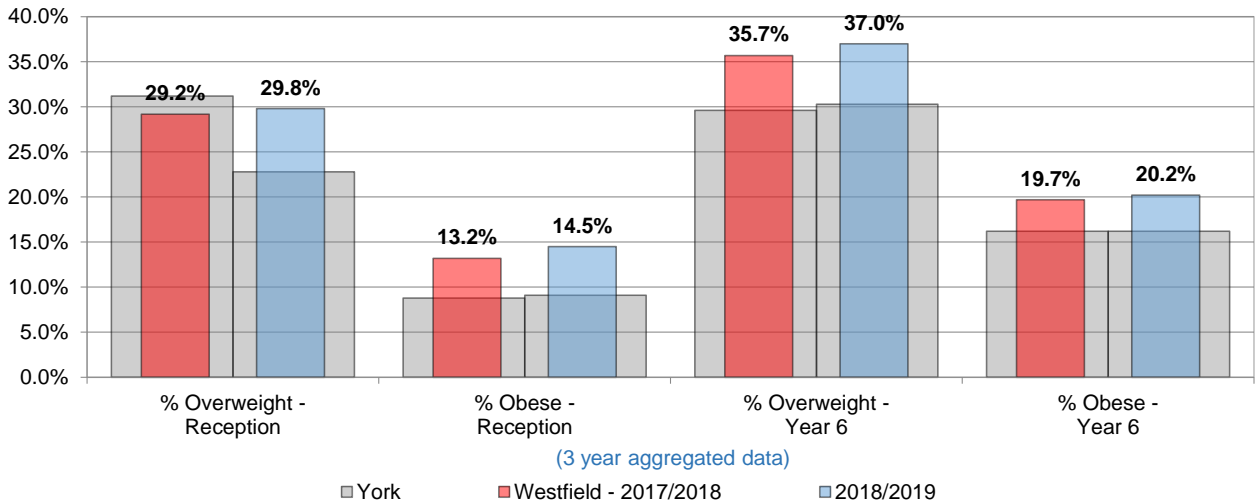 40.0%
35.0%
30.0%
25.0%
20.0%
15.0%
10.0%
5.0%
0.0%
29.2%
29.8%
13.2%
14.5%
35.7%
37.0%
19.7%
20.2%
% Overweight -
Reception
% Obese -
Reception
% Overweight -
Year 6
% Obese -
Year 6
(3 year aggregated data)
York
Westfield - 2017/2018
2018/2019